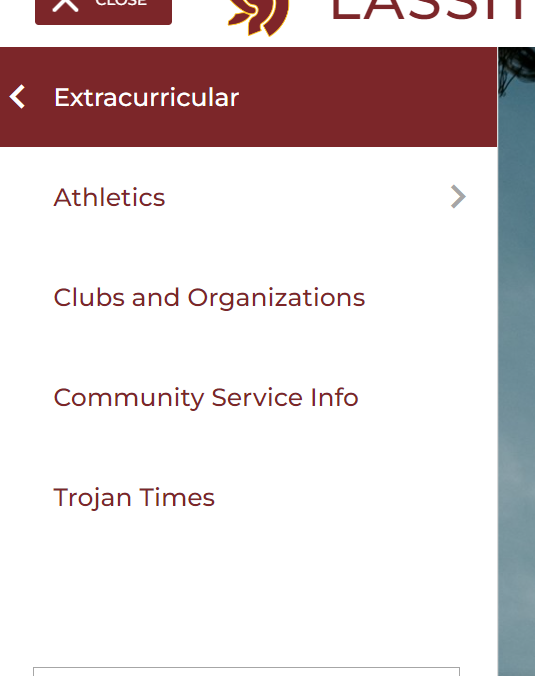 CLOSE
Extracurricular
Athletics
Clubs and Organizations
Community Service Info
Trojan Times